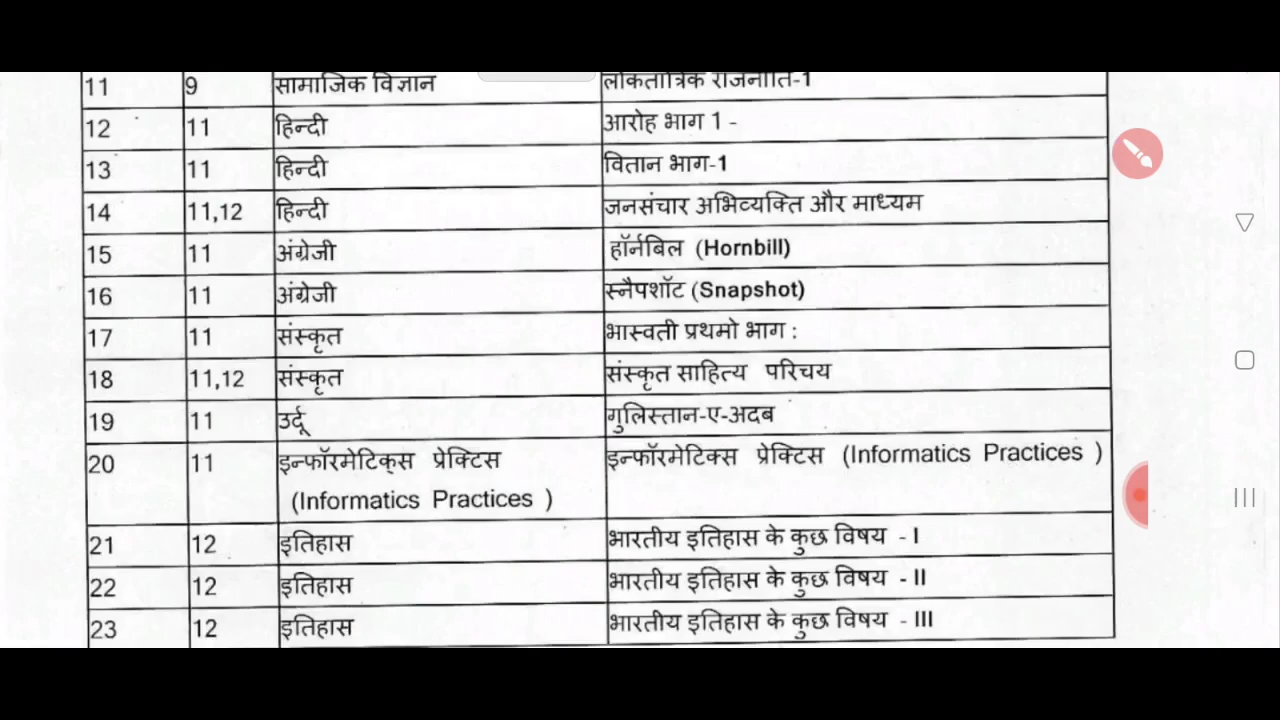 11 9 सामाजिक विज्ञान लोकतांत्रिक राजनीति-1
12 11 हिन्दी आरोह भाग 1 -
13 11 हिन्दी वितान भाग-1
14 11,12 हिन्दी जनसंचार अभिव्यक्ति और माध्यम
15 11 अंग्रेजी हॉर्नबिल (Hornbill)
16 11 अंग्रेजी स्नैपशॉट (Snapshot)
17 11 संस्कृत भास्वती प्रथमो भाग :
18 11,12 संस्कृत साहित्य परिचय
19 11 उर्दू गुलिस्तान-ए-अदब
20 11 इन्फॉरमेटिक्स प्रेक्टिस इन्फॉरमेटिक्स प्रेक्टिस (Informatics Practices )
(Informatics Practices )
21 12 इतिहास भारतीय इतिहास के कुछ विषय - I
22 12 इतिहास भारतीय इतिहास के कुछ विषय - II
23 12 इतिहास भारतीय इतिहास के कुछ विषय - III